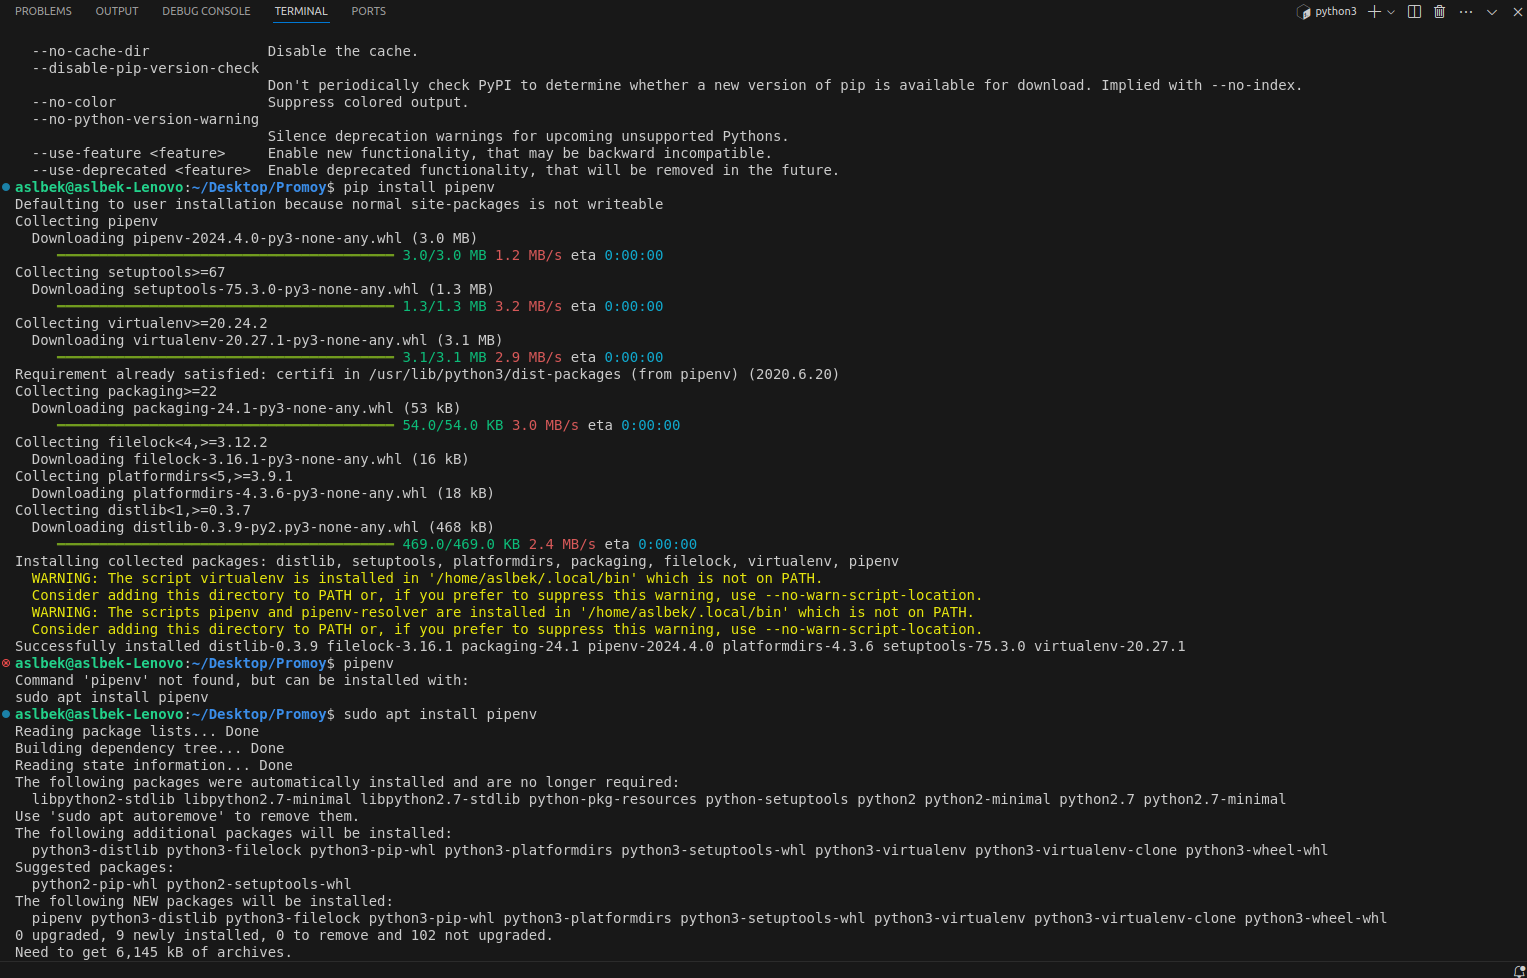 PROBLEMS OUTPUT DEBUG CONSOLE TERMINAL PORTS python3
--no-cache-dir Disable the cache.
--disable-pip-version-check
Don't periodically check PyPI to determine whether a new version of pip is available for download. Implied with --no-index.
--no-color Suppress colored output.
--no-python-version-warning
Silence deprecation warnings for upcoming unsupported Pythons.
--use-feature <feature> Enable new functionality, that may be backward incompatible.
--use-deprecated <feature> Enable deprecated functionality, that will be removed in the future.
aslbek@aslbek-Lenovo:~/Desktop/Promoy$ pip install pipenv
Defaulting to user installation because normal site-packages is not writeable
Collecting pipenv
Downloading pipenv-2024.4.0-py3-none-any.whl (3.0 MB)
3.0/3.0 MB 1.2 MB/s eta 0:00:00
Collecting setuptools>=67
Downloading setuptools-75.3.0-py3-none-any.whl (1.3 MB)
1.3/1.3 MB 3.2 MB/s eta 0:00:00
Collecting virtualenv>=20.24.2
Downloading virtualenv-20.27.1-py3-none-any.whl (3.1 MB)
3.1/3.1 MB 2.9 MB/s eta 0:00:00
Requirement already satisfied: certifi in /usr/lib/python3/dist-packages (from pipenv) (2020.6.20)
Collecting packaging>=22
Downloading packaging-24.1-py3-none-any.whl (53 kB)
54.0/54.0 KB 3.0 MB/s eta 0:00:00
Collecting filelock<4,>=3.12.2
Downloading filelock-3.16.1-py3-none-any.whl (16 kB)
Collecting platformdirs<5,>=3.9.1
Downloading platformdirs-4.3.6-py3-none-any.whl (18 kB)
Collecting distlib<1,>=0.3.7
Downloading distlib-0.3.9-py2.py3-none-any.whl (468 kB)
469.0/469.0 KB 2.4 MB/s eta 0:00:00
Installing collected packages: distlib, setuptools, platformdirs, packaging, filelock, virtualenv, pipenv
WARNING: The script virtualenv is installed in '/home/aslbek/.local/bin' which is not on PATH.
Consider adding this directory to PATH or, if you prefer to suppress this warning, use --no-warn-script-location.
WARNING: The scripts pipenv and pipenv-resolver are installed in '/home/aslbek/.local/bin' which is not on PATH.
Consider adding this directory to PATH or, if you prefer to suppress this warning, use --no-warn-script-location.
Successfully installed distlib-0.3.9 filelock-3.16.1 packaging-24.1 pipenv-2024.4.0 platformdirs-4.3.6 setuptools-75.3.0 virtualenv-20.27.1
aslbek@aslbek-Lenovo:~/Desktop/Promoy$ pipenv
Command 'pipenv' not found, but can be installed with:
sudo apt install pipenv
aslbek@aslbek-Lenovo:~/Desktop/Promoy$ sudo apt install pipenv
Reading package lists... Done
Building dependency tree... Done
Reading state information... Done
The following packages were automatically installed and are no longer required:
libpython2-stdlib libpython2.7-minimal libpython2.7-stdlib python-pkg-resources python-setuptools python2 python2-minimal python2.7 python2.7-minimal
Use 'sudo apt autoremove' to remove them.
The following additional packages will be installed:
python3-distlib python3-filelock python3-pip-whl python3-platformdirs python3-setuptools-whl python3-virtualenv python3-virtualenv-clone python3-wheel-whl
Suggested packages:
python2-pip-whl python2-setuptools-whl
The following NEW packages will be installed:
pipenv python3-distlib python3-filelock python3-pip-whl python3-platformdirs python3-setuptools-whl python3-virtualenv python3-virtualenv-clone python3-wheel-whl
0 upgraded, 9 newly installed, 0 to remove and 102 not upgraded.
Need to get 6,145 kB of archives.